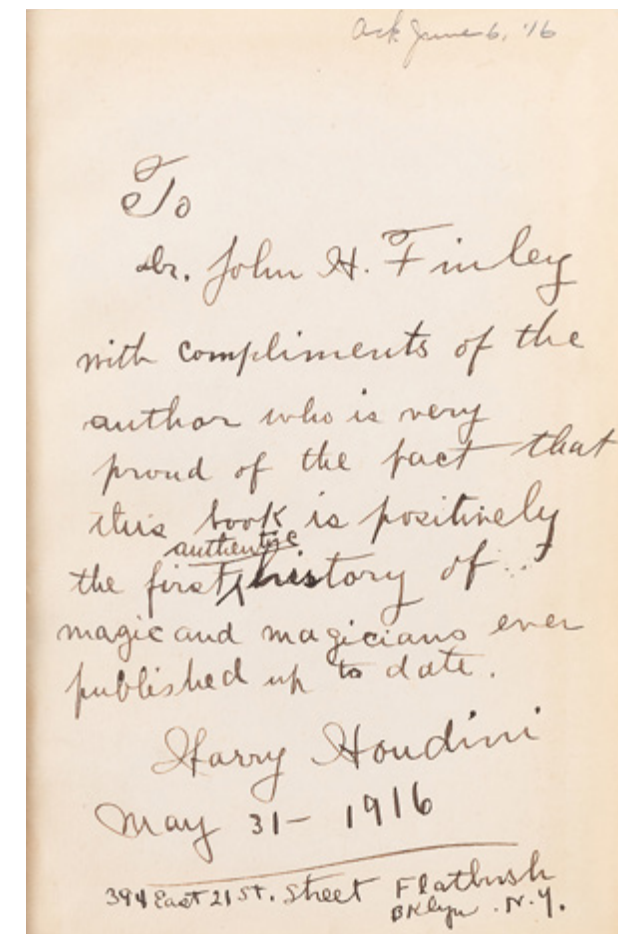 Ack June 6, '16
To
Dr. John H. Finley
with compliments of the
author who is very
proud of the fact that
this book is positively
authentic
the first history of
magic and magicians ever
published up to date.
Harry Houdini
May 31- 1916
394 East 21 St. Street Flatbush
BKlyn. N.Y.